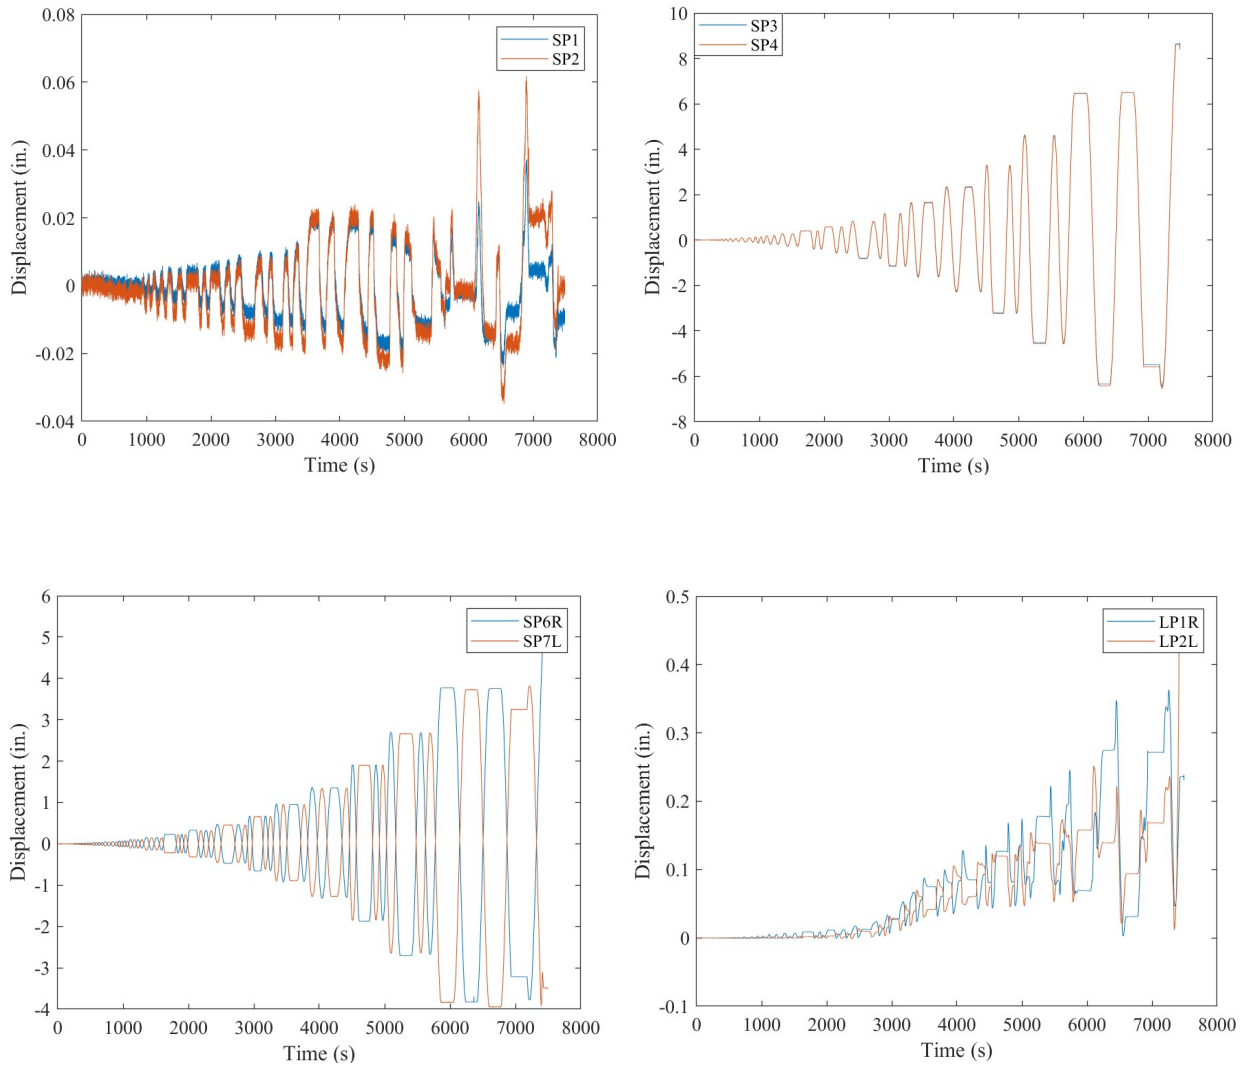 0.08
0.06
0.04
0.02
0
-0.02
-0.04
Displacement (in.)
SP1
SP2
0 1000 2000 3000 4000 5000 6000 7000 8000
Time (s)
10
8
6
4
2
0
-2
-4
-6
-8
Displacement (in.)
SP3
SP4
0 1000 2000 3000 4000 5000 6000 7000 8000
Time (s)
6
5
4
3
2
1
0
-1
-2
-3
-4
Displacement (in.)
SP6R
SP7L
0 1000 2000 3000 4000 5000 6000 7000 8000
Time (s)
0.5
0.4
0.3
0.2
0.1
0
-0.1
Displacement (in.)
LP1R
LP2L
0 1000 2000 3000 4000 5000 6000 7000 8000
Time (s)